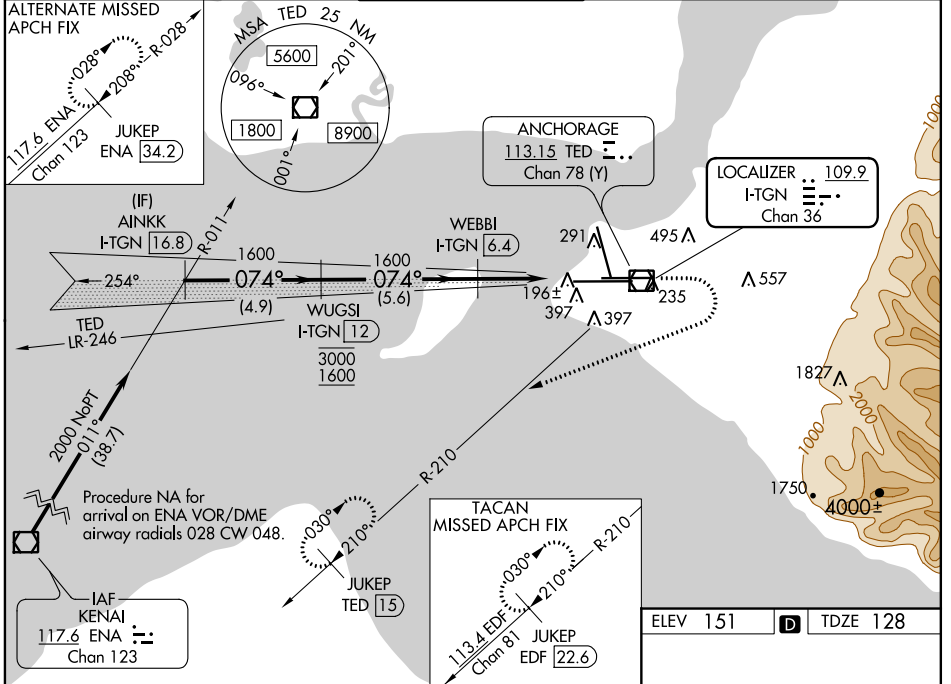 ALTERNATE MISSED
APCH FIX
028°
208°
R-028
117.6 ENA
Chan 123
JUKEP
ENA 34.2
MSA TED 25 NM
5600
096°
201°
1800
8900
001°
ANCHORAGE
113.15 TED
Chan 78 (Y)
LOCALIZER 109.9
I-TGN
Chan 36
(IF)
AINKK
I-TGN 16.8
R-011
WEBBI
I-TGN 6.4
1600
1600
254°
074°
074°
(4.9)
(5.6)
WUGSI
I-TGN 12
3000
1600
TED
LR-246
291
495
557
196±
235
397
397
1827
1000
2000
1000
1750
4000±
2000 NoPT
011°
(38.7)
Procedure NA for
arrival on ENA VOR/DME
airway radials 028 CW 048.
IAF
KENAI
117.6 ENA
Chan 123
R-210
030°
210°
JUKEP
TED 15
TACAN
MISSED APCH FIX
030°
210°
R-210
113.4 EDF
Chan 81
JUKEP
EDF 22.6
ELEV 151 D TDZE 128